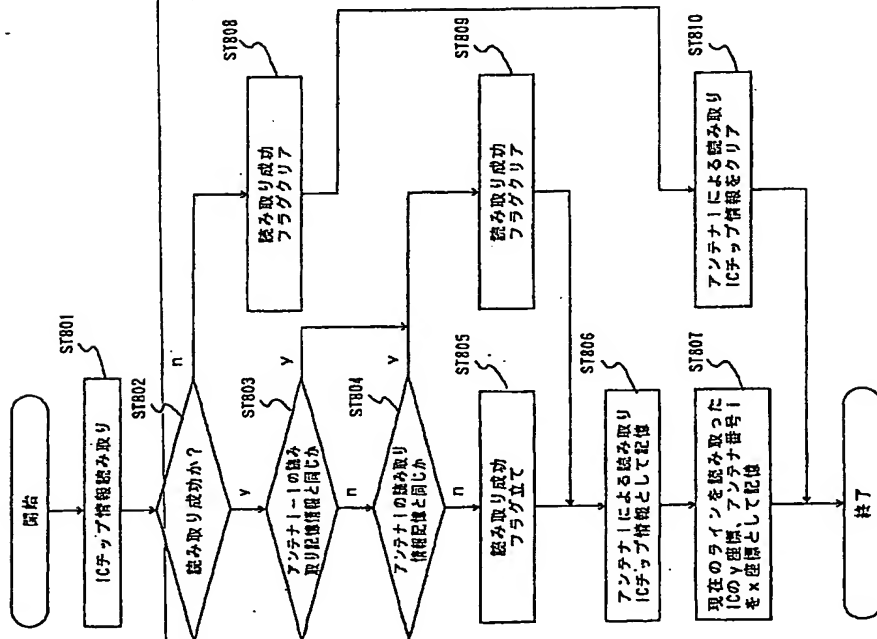 開始
ST801
ICチップ情報読み取り
ST802
読み取り成功か？
n
y
ST803
アンテナI－1の読み
取り記憶情報と同じか
y
n
ST804
アンテナIの読み取り
情報記憶と同じか
y
n
ST805
読み取り成功
フラグ立て
ST806
アンテナIによる読み取り
ICチップ情報として記憶
ST807
現在のラインを読み取った
ICのy座標、アンテナ番号I
をx座標として記憶
ST808
読み取り成功
フラグクリア
ST809
読み取り成功
フラグクリア
ST810
アンテナIによる読み取り
ICチップ情報をクリア
終了